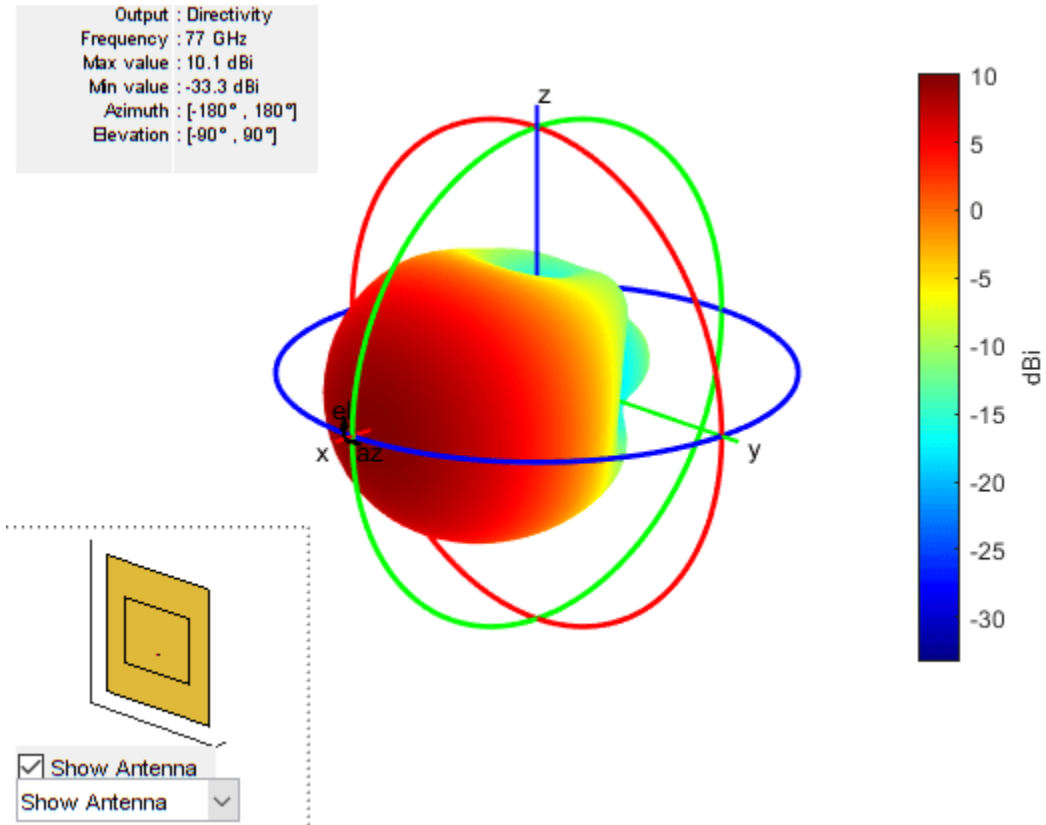 Output : Directivity
Frequency : 77 GHz
Max value : 10.1 dBi
Min value : -33.3 dBi
Azimuth : [-180° , 180°]
Elevation : [-90° , 90°]
z
x
y
el
az
10
5
0
-5
-10
-15
-20
-25
-30
dBi
Show Antenna
Show Antenna